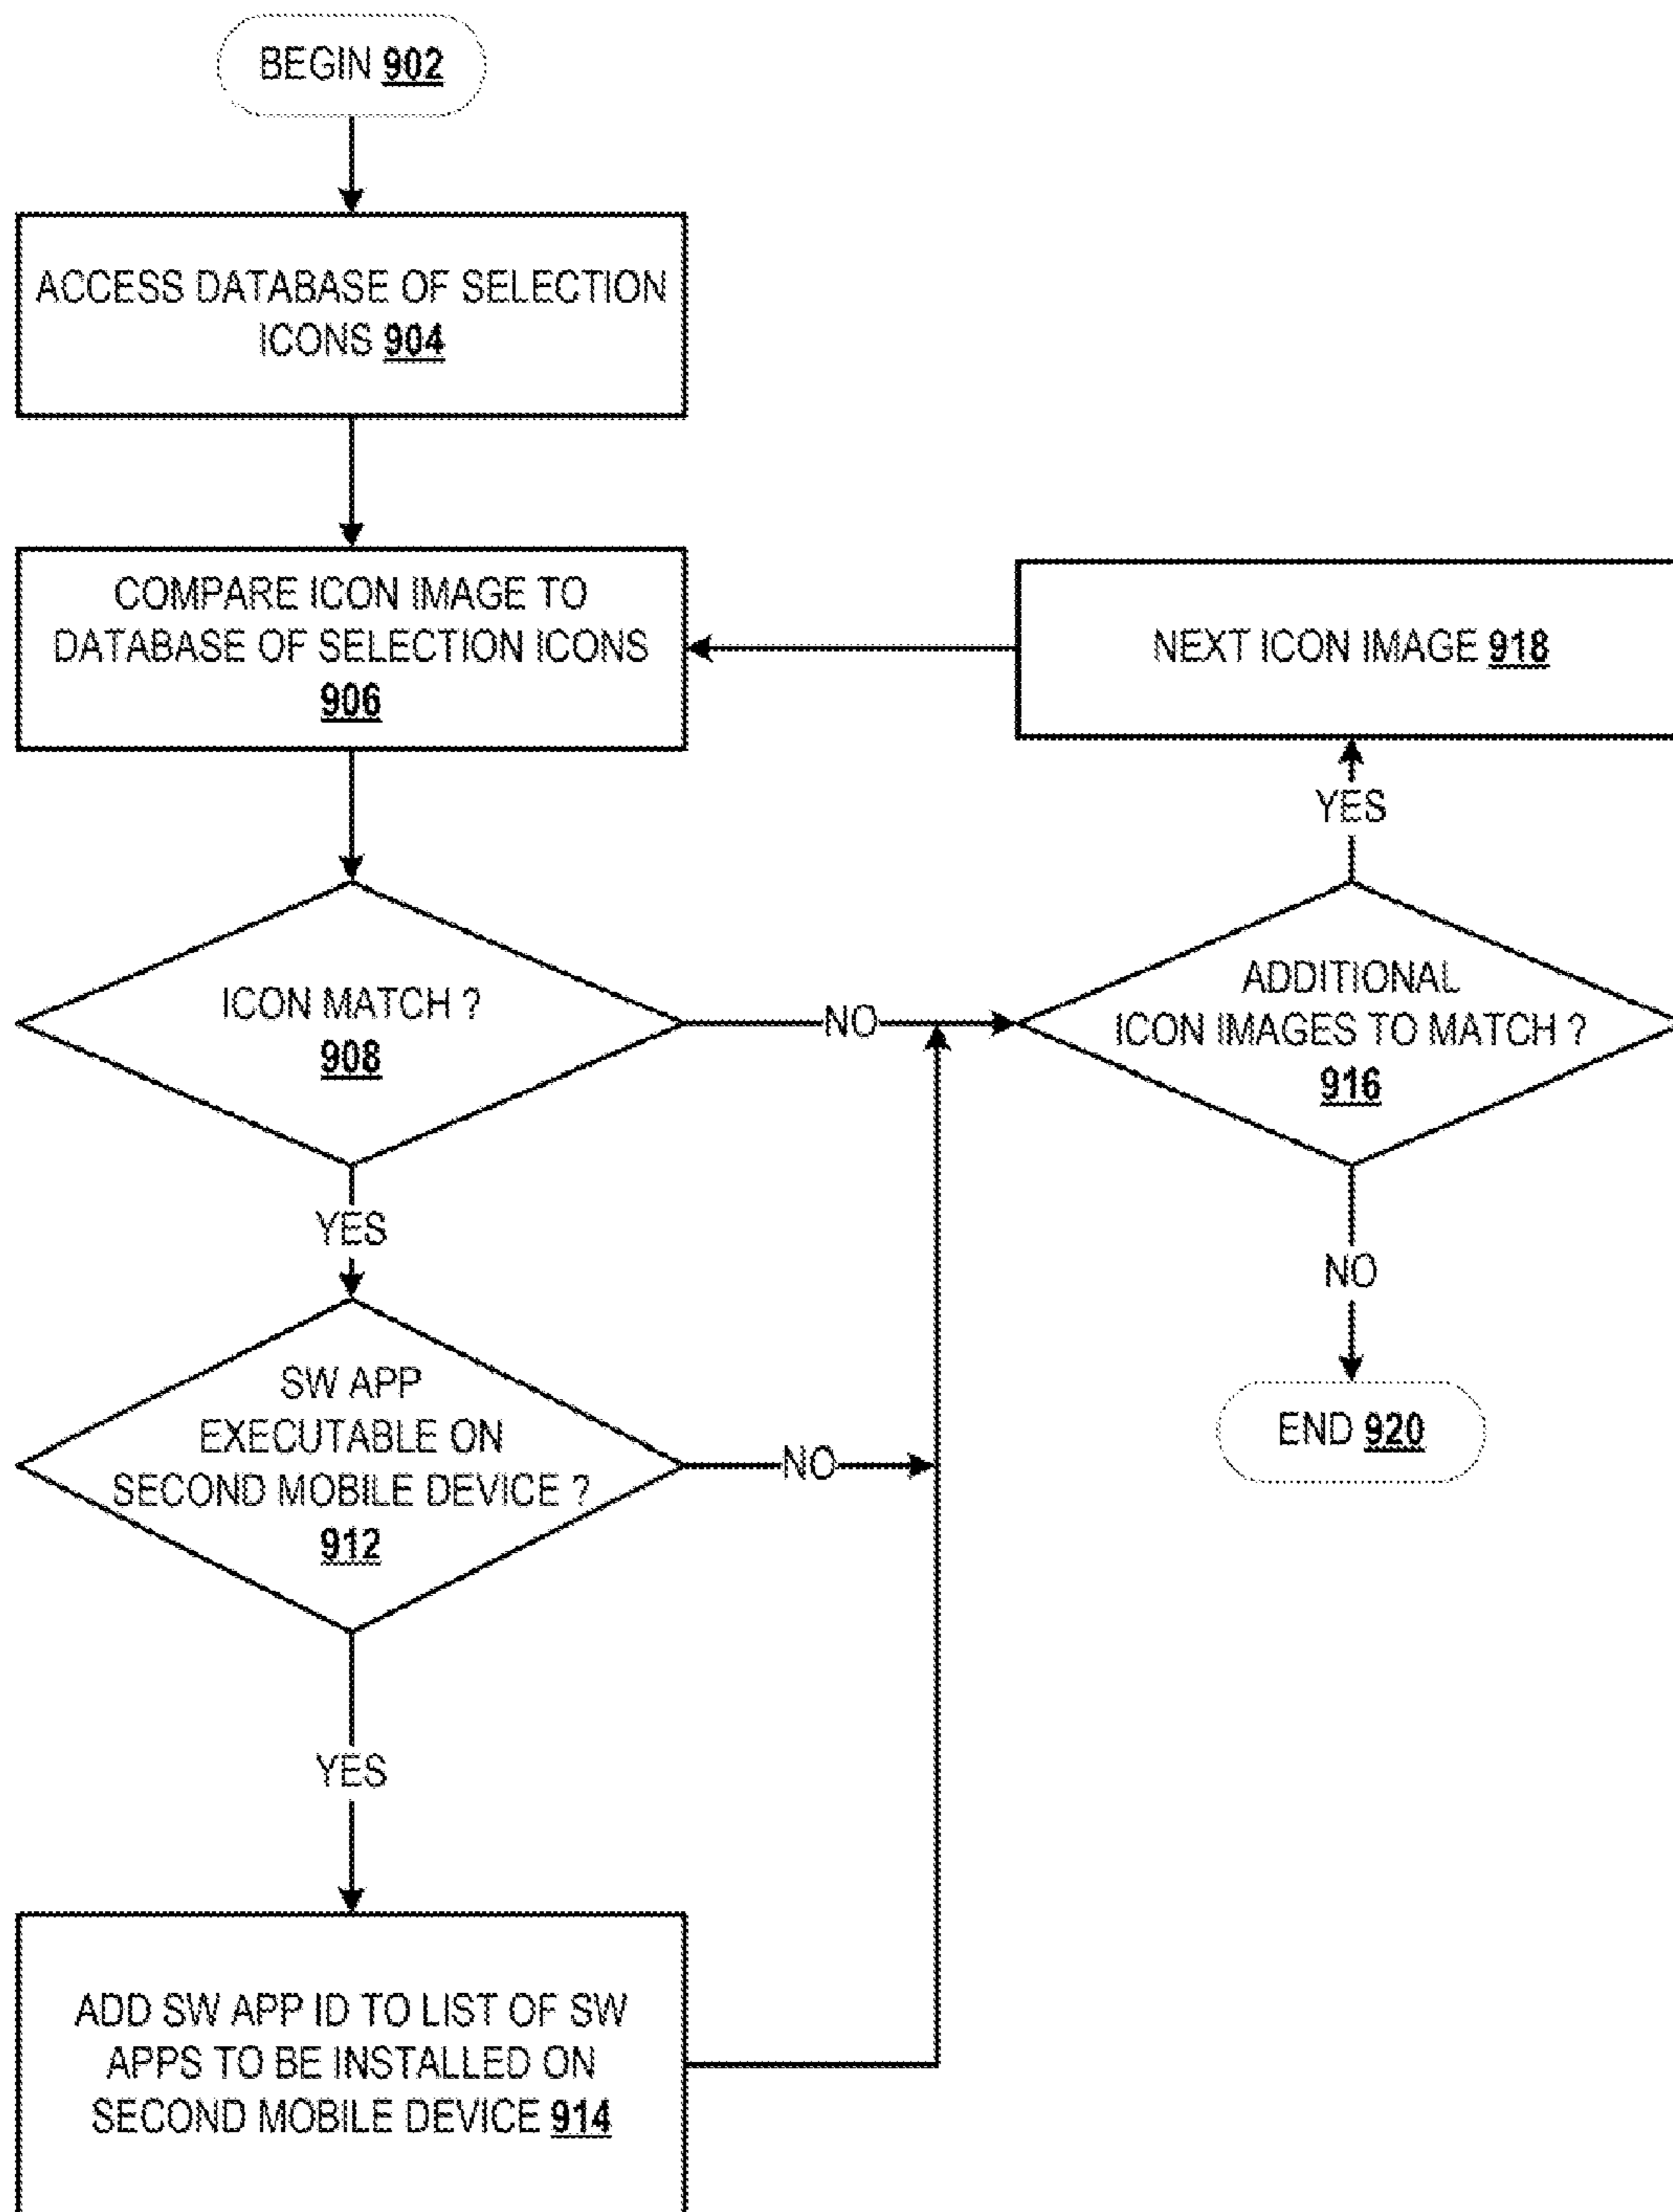 BEGIN 902
ACCESS DATABASE OF SELECTION
ICONS 904
COMPARE ICON IMAGE TO
DATABASE OF SELECTION ICONS
906
NEXT ICON IMAGE 918
YES
ICON MATCH ?
908
NO
ADDITIONAL
ICON IMAGES TO MATCH ?
916
YES
NO
SW APP
EXECUTABLE ON
SECOND MOBILE DEVICE ?
912
NO
END 920
YES
ADD SW APP ID TO LIST OF SW
APPS TO BE INSTALLED ON
SECOND MOBILE DEVICE 914